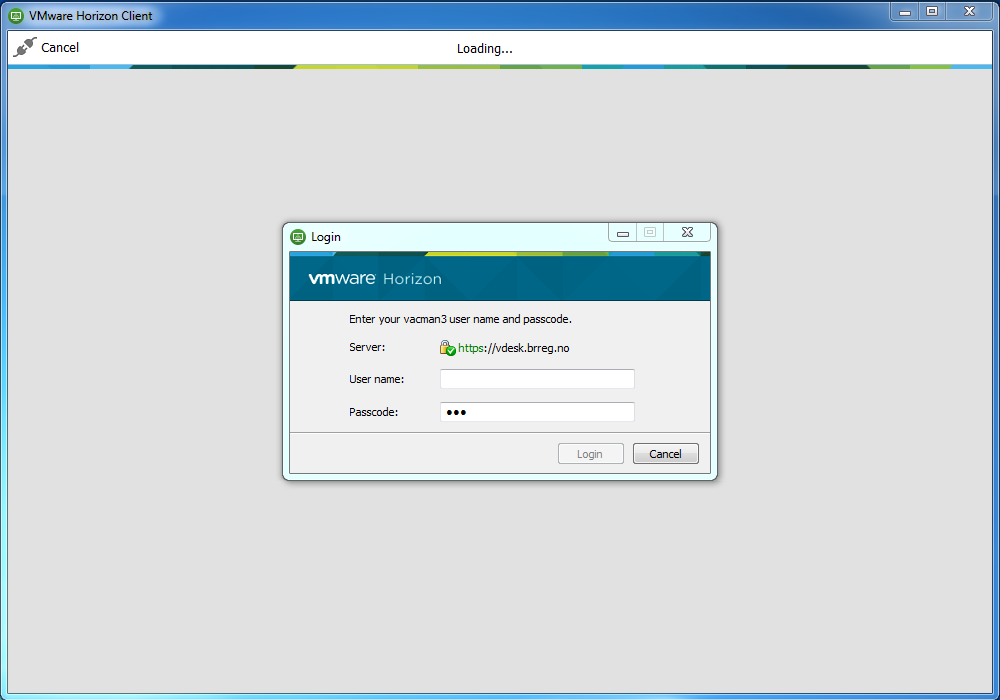 VMware Horizon Client
Cancel
Loading...
Login
vmware Horizon
Enter your vacman3 user name and passcode.
Server: https://vdesk.brreg.no
User name:
Passcode: •••
Login Cancel